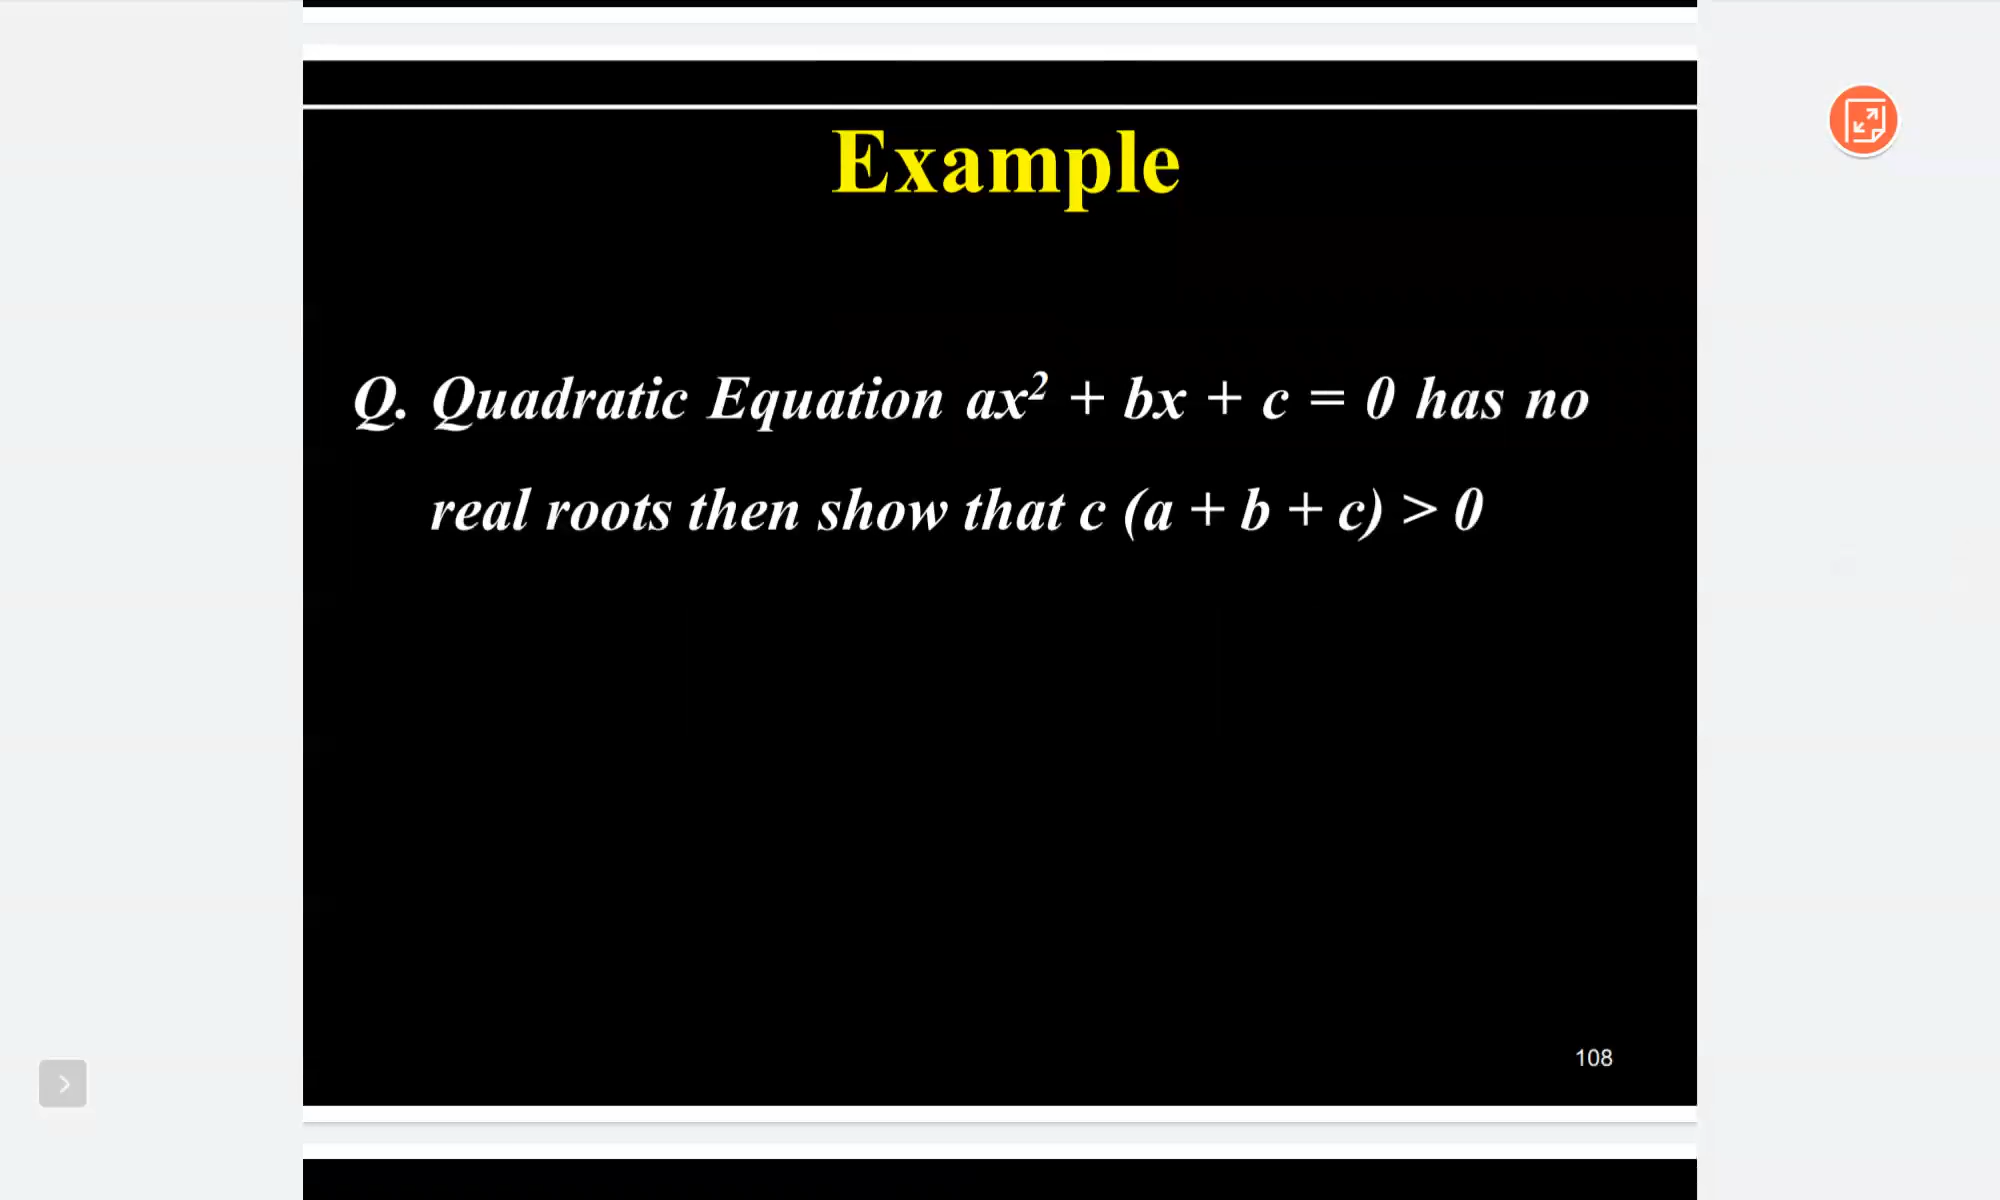 Example
Q. Quadratic Equation ax² + bx + c = 0 has no
real roots then show that c (a + b + c) > 0
108